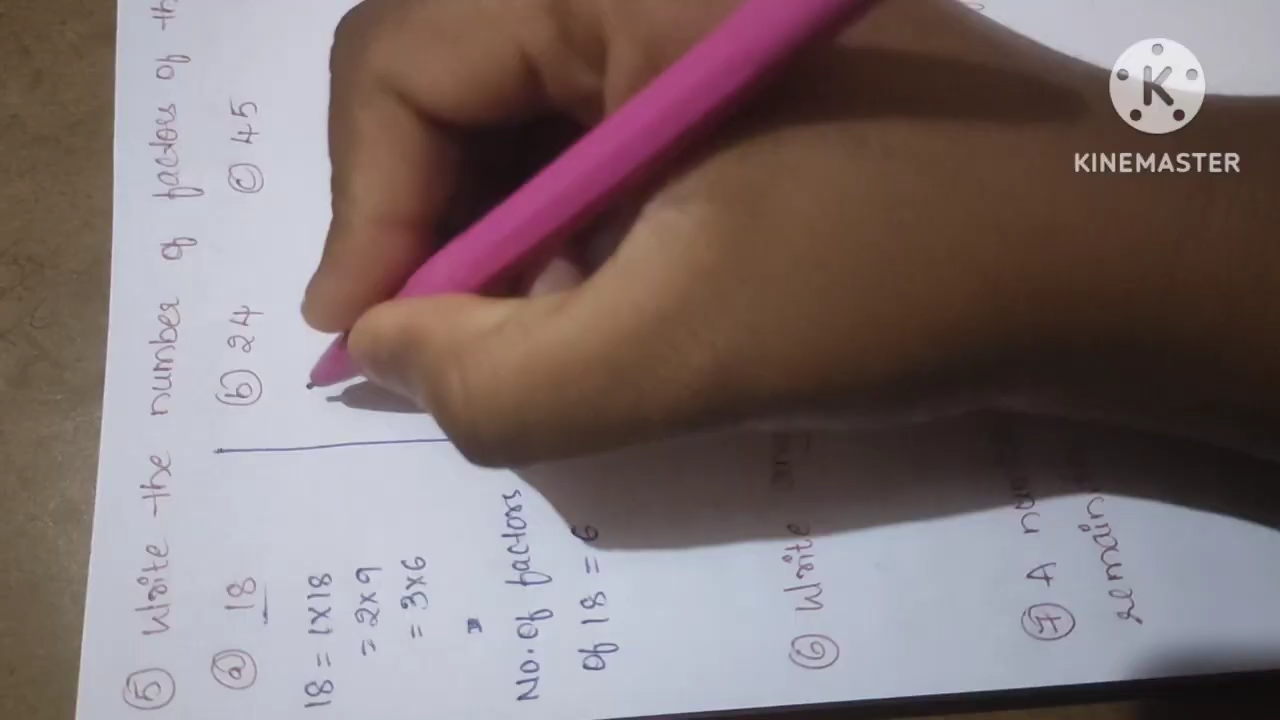 ⑤ Write the number of factors of
ⓐ 18 ⓑ 24 ⓒ 45
18 = 1×18
= 2×9
= 3×6
No. of factors
of 18 = 6
⑥ Write
⑦ A
KINEMASTER